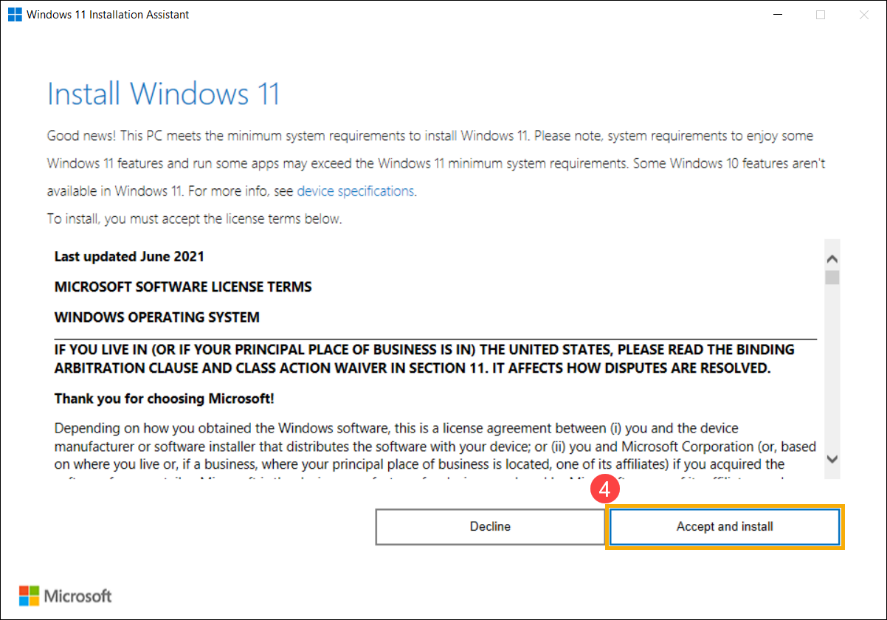 Windows 11 Installation Assistant
Install Windows 11
Good news! This PC meets the minimum system requirements to install Windows 11. Please note, system requirements to enjoy some
Windows 11 features and run some apps may exceed the Windows 11 minimum system requirements. Some Windows 10 features aren't
available in Windows 11. For more info, see device specifications.
To install, you must accept the license terms below.
Last updated June 2021
MICROSOFT SOFTWARE LICENSE TERMS
WINDOWS OPERATING SYSTEM
IF YOU LIVE IN (OR IF YOUR PRINCIPAL PLACE OF BUSINESS IS IN) THE UNITED STATES, PLEASE READ THE BINDING
ARBITRATION CLAUSE AND CLASS ACTION WAIVER IN SECTION 11. IT AFFECTS HOW DISPUTES ARE RESOLVED.
Thank you for choosing Microsoft!
Depending on how you obtained the Windows software, this is a license agreement between (i) you and the device
manufacturer or software installer that distributes the software with your device; or (ii) you and Microsoft Corporation (or, based
on where you live or, if a business, where your principal place of business is located, one of its affiliates) if you acquired the
4
Decline
Accept and install
Microsoft